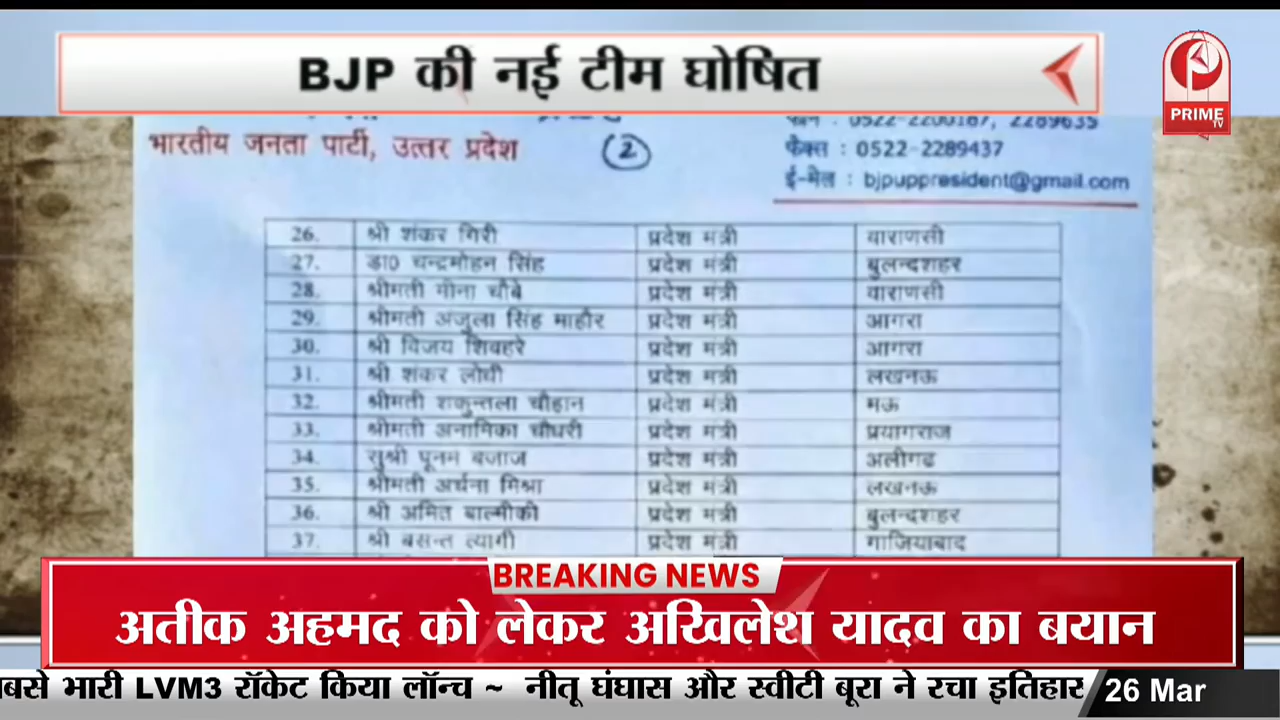 BJP की नई टीम घोषित
PRIME
TV
भारतीय जनता पार्टी, उत्तर प्रदेश
2
फोन : 0522-2200187, 2289635
फैक्स : 0522-2289437
ई-मेल : bjpuppresident@gmail.com
26. श्री शंकर गिरी प्रदेश मंत्री वाराणसी
27. डा0 चन्द्रमोहन सिंह प्रदेश मंत्री बुलन्दशहर
28. श्रीमती मीना चौबे प्रदेश मंत्री वाराणसी
29. श्रीमती अंजुला सिंह माहौर प्रदेश मंत्री आगरा
30. श्री विजय शिवहरे प्रदेश मंत्री आगरा
31. श्री शंकर लोधी प्रदेश मंत्री लखनऊ
32. श्रीमती शकुन्तला चौहान प्रदेश मंत्री मऊ
33. श्रीमती अनामिका चौधरी प्रदेश मंत्री प्रयागराज
34. सुश्री पूनम बजाज प्रदेश मंत्री अलीगढ
35. श्रीमती अर्चना मिश्रा प्रदेश मंत्री लखनऊ
36. श्री अमित बाल्मीकी प्रदेश मंत्री बुलन्दशहर
37. श्री बसन्त त्यागी प्रदेश मंत्री गाजियाबाद
BREAKING NEWS
अतीक अहमद को लेकर अखिलेश यादव का बयान
बसे भारी LVM3 रॉकेट किया लॉन्च ~ नीतू घंघास और स्वीटी बूरा ने रचा इतिहार
26 Mar